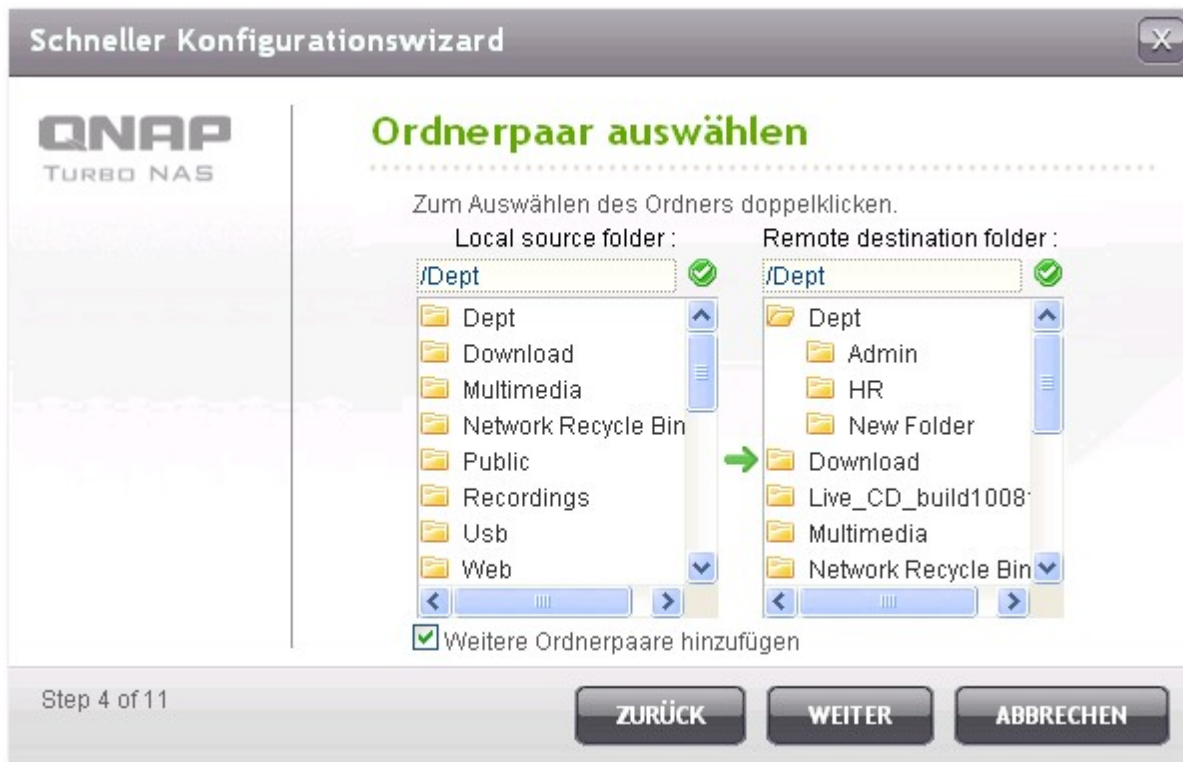 Schneller Konfigurationswizard
X
QNAP
TURBO NAS
Ordnerpaar auswählen
Zum Auswählen des Ordners doppelklicken.
Local source folder :
/Dept
Dept
Download
Multimedia
Network Recycle Bin
Public
Recordings
Usb
Web
Remote destination folder :
/Dept
Dept
Admin
HR
New Folder
Download
Live_CD_build1008
Multimedia
Network Recycle Bin
Weitere Ordnerpaare hinzufügen
Step 4 of 11
ZURÜCK
WEITER
ABBRECHEN